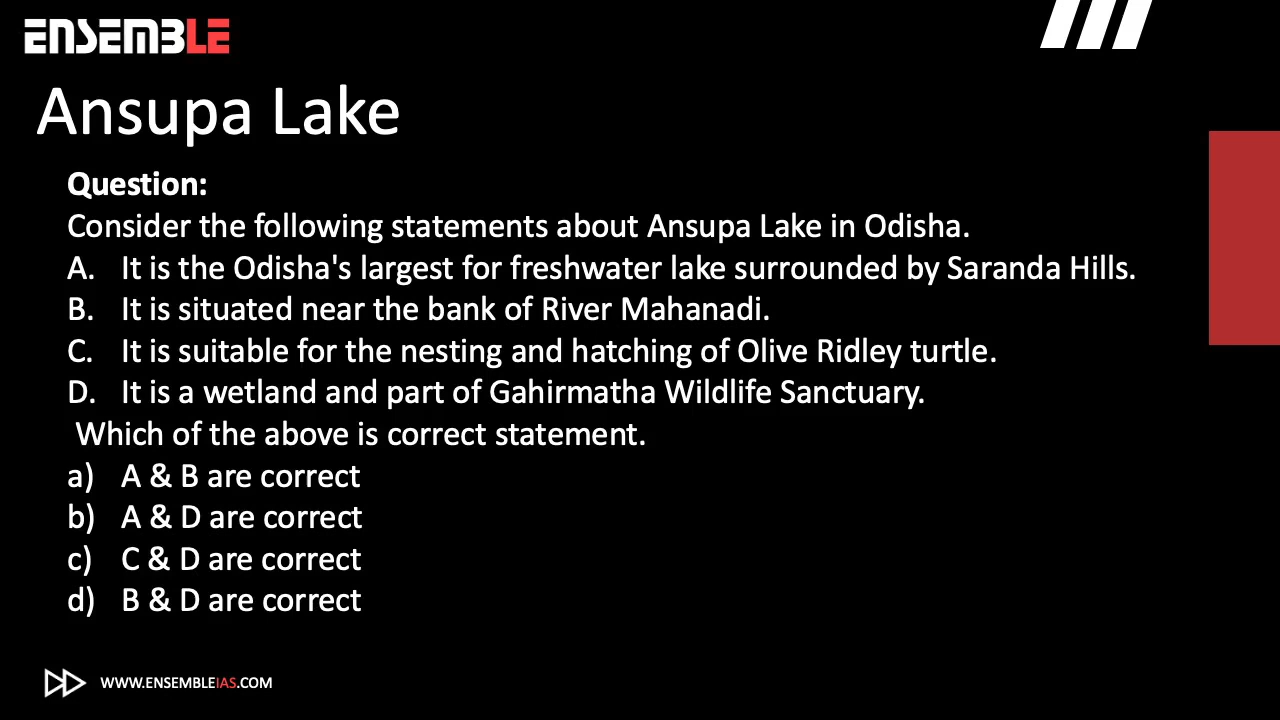 ENSEMBLE
Ansupa Lake
Question:
Consider the following statements about Ansupa Lake in Odisha.
A. It is the Odisha's largest for freshwater lake surrounded by Saranda Hills.
B. It is situated near the bank of River Mahanadi.
C. It is suitable for the nesting and hatching of Olive Ridley turtle.
D. It is a wetland and part of Gahirmatha Wildlife Sanctuary.
Which of the above is correct statement.
a) A & B are correct
b) A & D are correct
c) C & D are correct
d) B & D are correct
WWW.ENSEMBLEIAS.COM